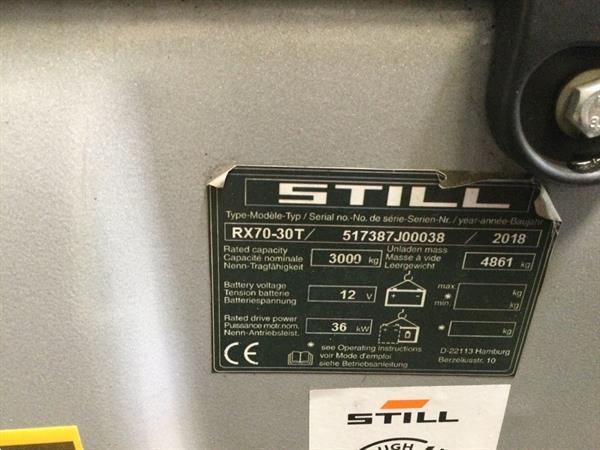 STILL
Type-Modèle-Typ / Serial no.-No. de série-Serien-Nr. / year-année-Baujahr
RX70-30T/ 517387J00038 / 2018
Rated capacity
Capacité nominale
Nenn-Tragfähigkeit
3000 kg
Unladen mass
Masse à vide
Leergewicht
4861 kg
Battery voltage
Tension batterie
Batteriespannung
12 V
max. kg
* min. kg
Rated drive power
Puissance motr.nom.
Nenn-Antriebsleist.
36 kW
* kg
CE
* see Operating instructions
voir Mode d'emploi
siehe Betriebsanleitung
D-22113 Hamburg
Berzeliusstr. 10
STILL